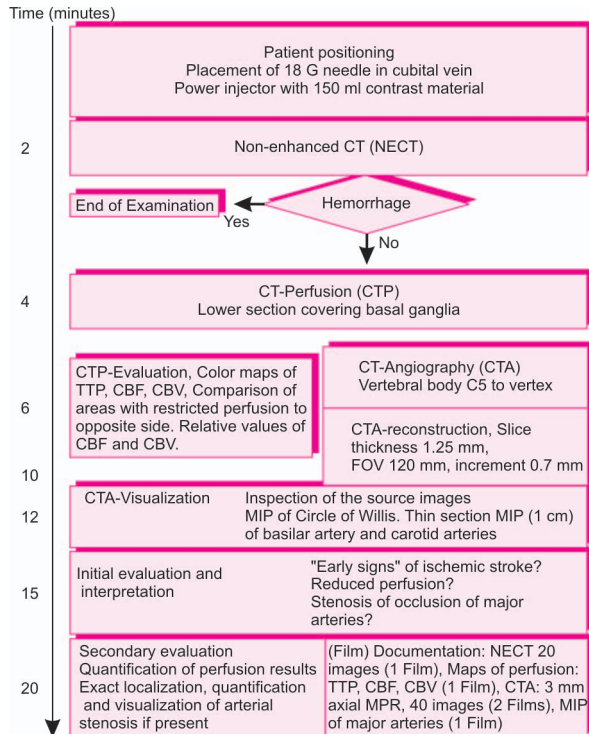 Time (minutes)
Patient positioning
Placement of 18 G needle in cubital vein
Power injector with 150 ml contrast material
2
Non-enhanced CT (NECT)
End of Examination
Yes
Hemorrhage
No
4
CT-Perfusion (CTP)
Lower section covering basal ganglia
CTP-Evaluation, Color maps of
TTP, CBF, CBV, Comparison of
areas with restricted perfusion to
opposite side. Relative values of
CBF and CBV.
CT-Angiography (CTA)
Vertebral body C5 to vertex
6
CTA-reconstruction, Slice
thickness 1.25 mm,
FOV 120 mm, increment 0.7 mm
10
CTA-Visualization
Inspection of the source images
MIP of Circle of Willis. Thin section MIP (1 cm)
of basilar artery and carotid arteries
12
Initial evaluation and
interpretation
"Early signs" of ischemic stroke?
Reduced perfusion?
Stenosis of occlusion of major
arteries?
15
Secondary evaluation
Quantification of perfusion results
Exact localization, quantification
and visualization of arterial
stenosis if present
(Film) Documentation: NECT 20
images (1 Film), Maps of perfusion:
TTP, CBF, CBV (1 Film), CTA: 3 mm
axial MPR, 40 images (2 Films), MIP
of major arteries (1 Film)
20